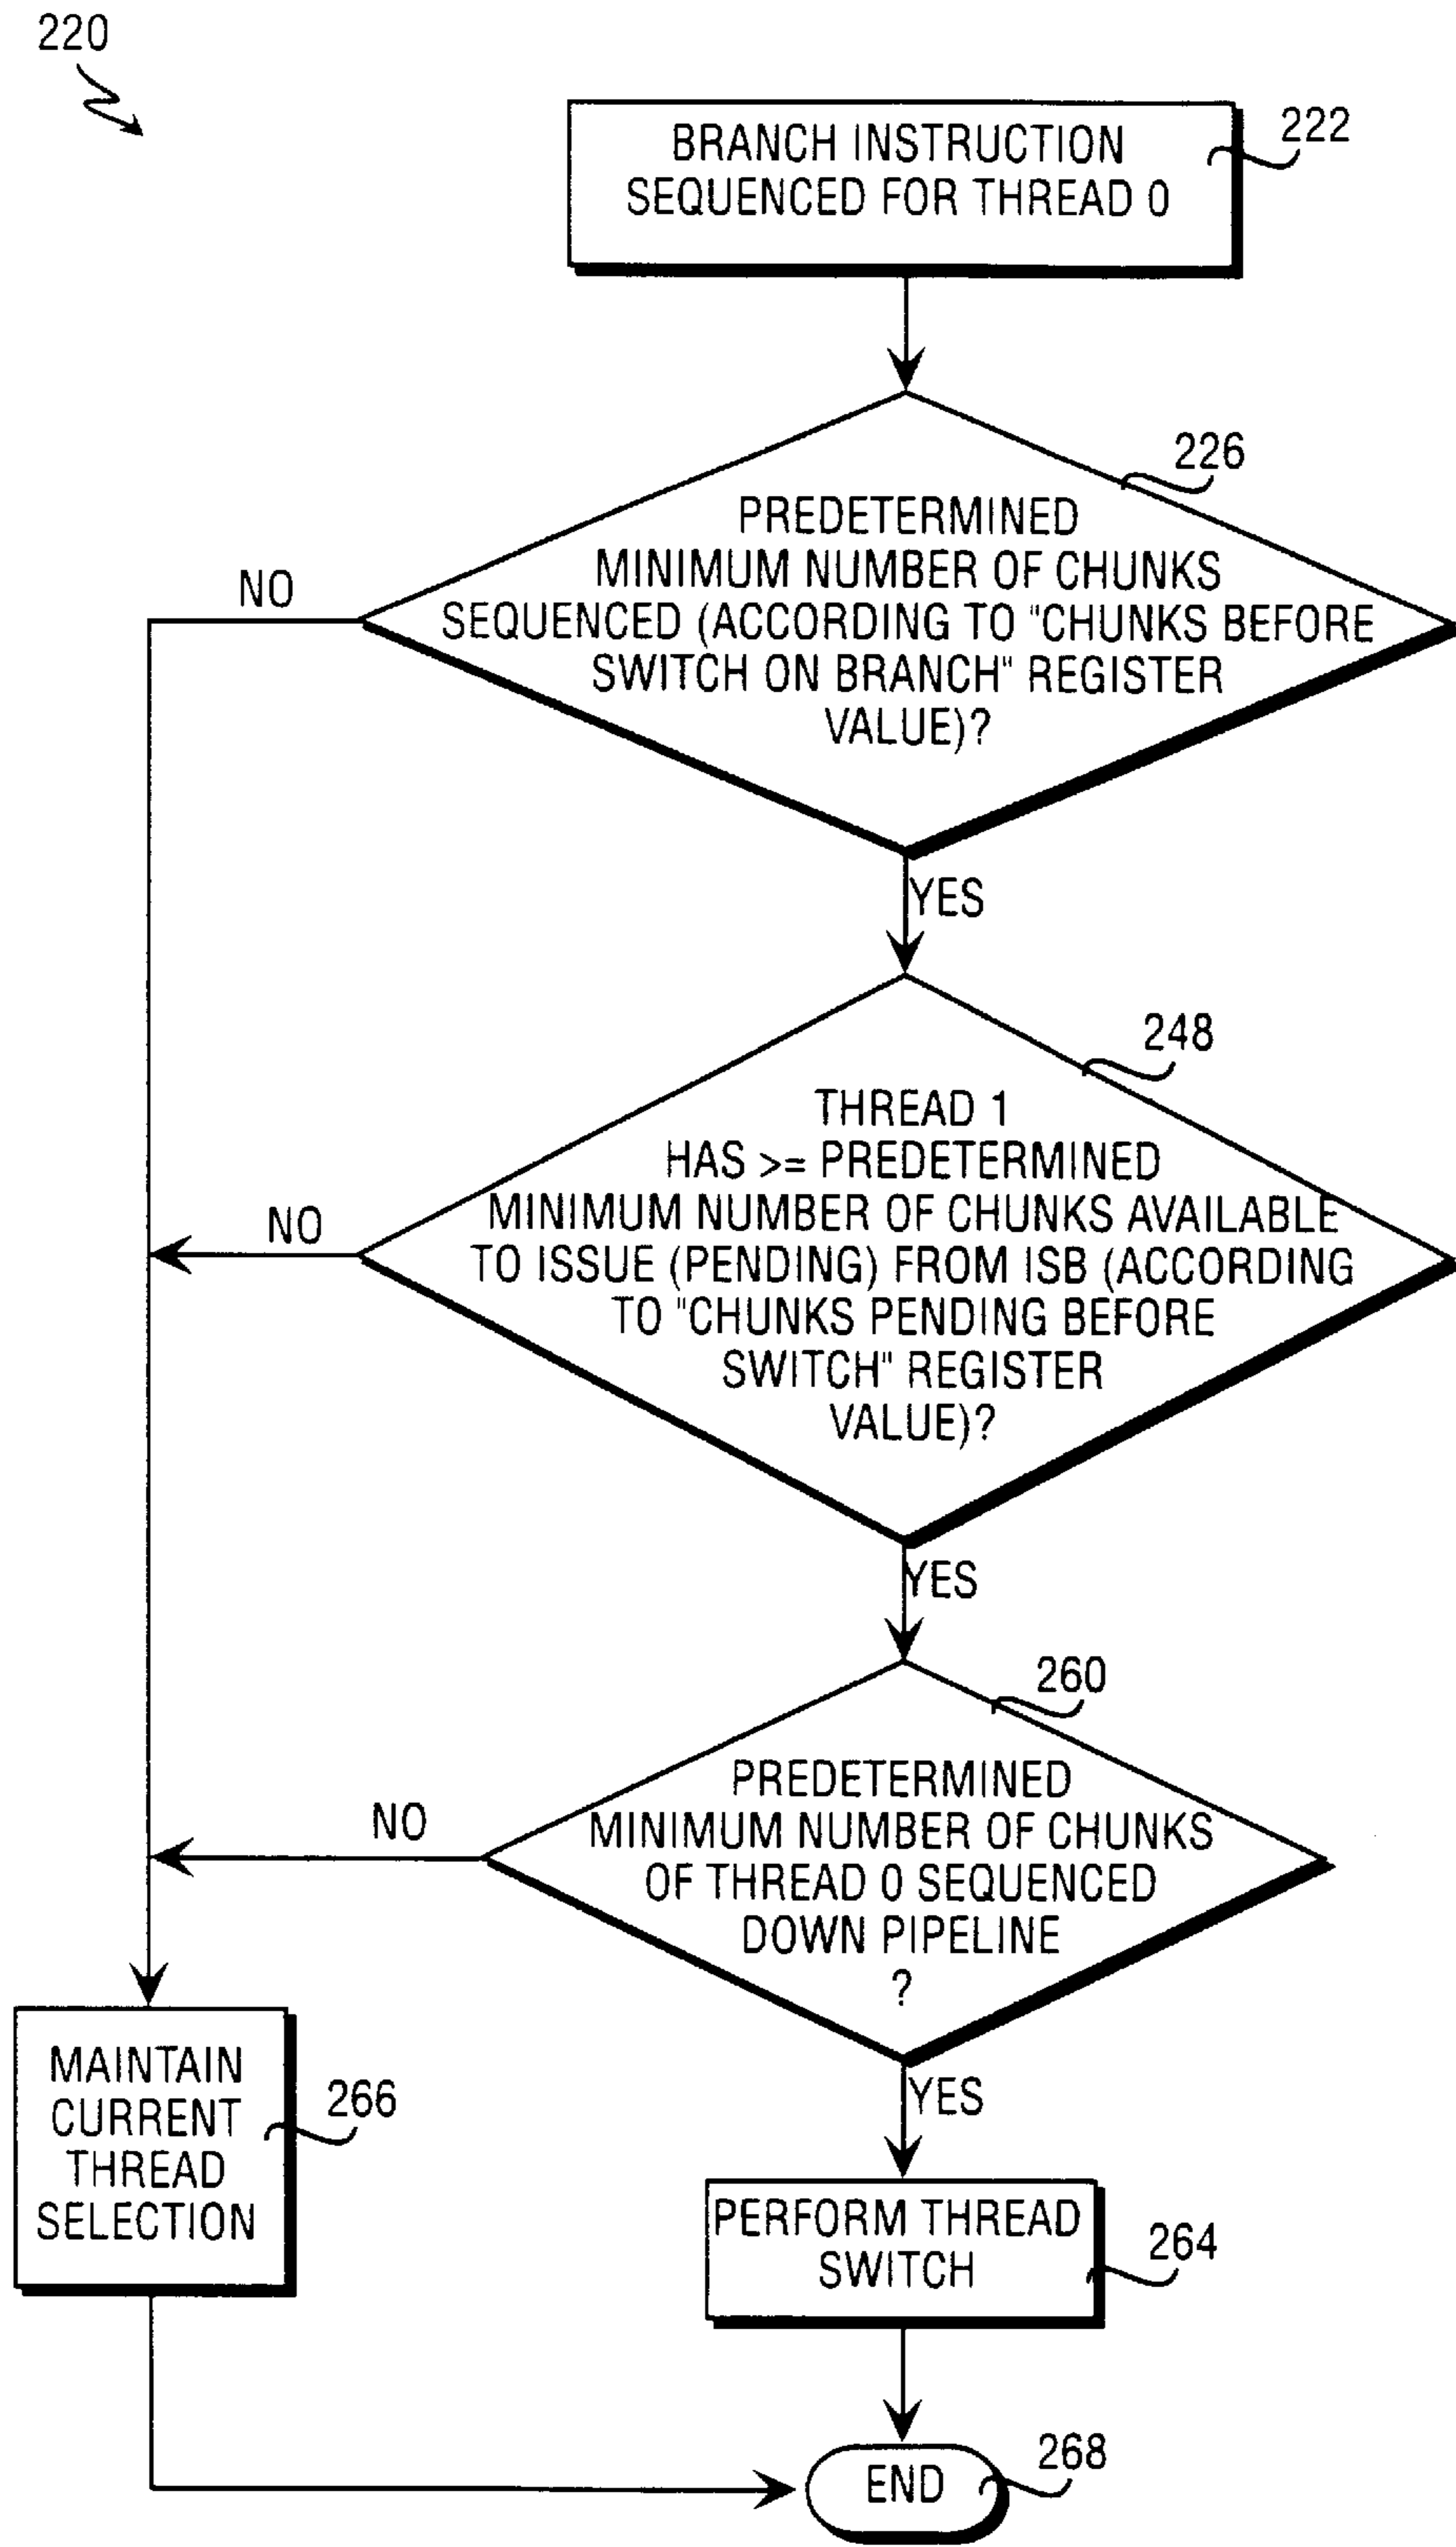 220
BRANCH INSTRUCTION
SEQUENCED FOR THREAD 0
222
226
PREDETERMINED
MINIMUM NUMBER OF CHUNKS
SEQUENCED (ACCORDING TO "CHUNKS BEFORE
SWITCH ON BRANCH" REGISTER
VALUE)?
NO
YES
248
THREAD 1
HAS >= PREDETERMINED
MINIMUM NUMBER OF CHUNKS AVAILABLE
TO ISSUE (PENDING) FROM ISB (ACCORDING
TO "CHUNKS PENDING BEFORE
SWITCH" REGISTER
VALUE)?
NO
YES
260
PREDETERMINED
MINIMUM NUMBER OF CHUNKS
OF THREAD 0 SEQUENCED
DOWN PIPELINE
?
NO
YES
MAINTAIN
CURRENT
THREAD
SELECTION
266
PERFORM THREAD
SWITCH
264
END
268